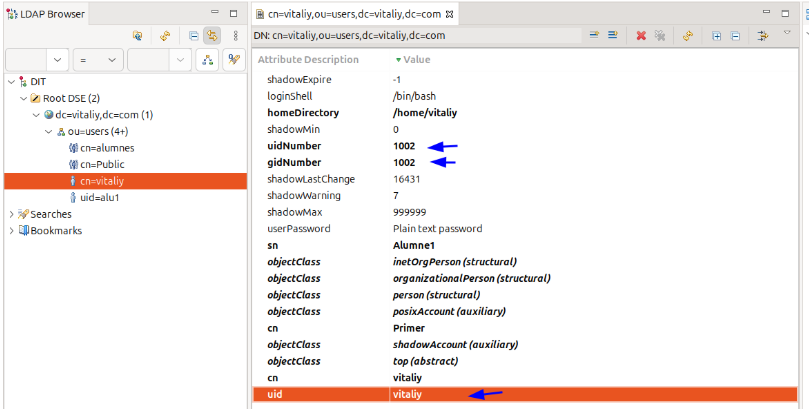 LDAP Browser
=
DIT
Root DSE (2)
dc=vitaliy,dc=com (1)
ou=users (4+)
cn=alumnes
cn=Public
cn=vitaliy
uid=alu1
Searches
Bookmarks
cn=vitaliy,ou=users,dc=vitaliy,dc=com
DN: cn=vitaliy,ou=users,dc=vitaliy,dc=com
Attribute Description Value
shadowExpire -1
loginShell /bin/bash
homeDirectory /home/vitaliy
shadowMin 0
uidNumber 1002
gidNumber 1002
shadowLastChange 16431
shadowWarning 7
shadowMax 999999
userPassword Plain text password
sn Alumne1
objectClass inetOrgPerson (structural)
objectClass organizationalPerson (structural)
objectClass person (structural)
objectClass posixAccount (auxiliary)
cn Primer
objectClass shadowAccount (auxiliary)
objectClass top (abstract)
cn vitaliy
uid vitaliy